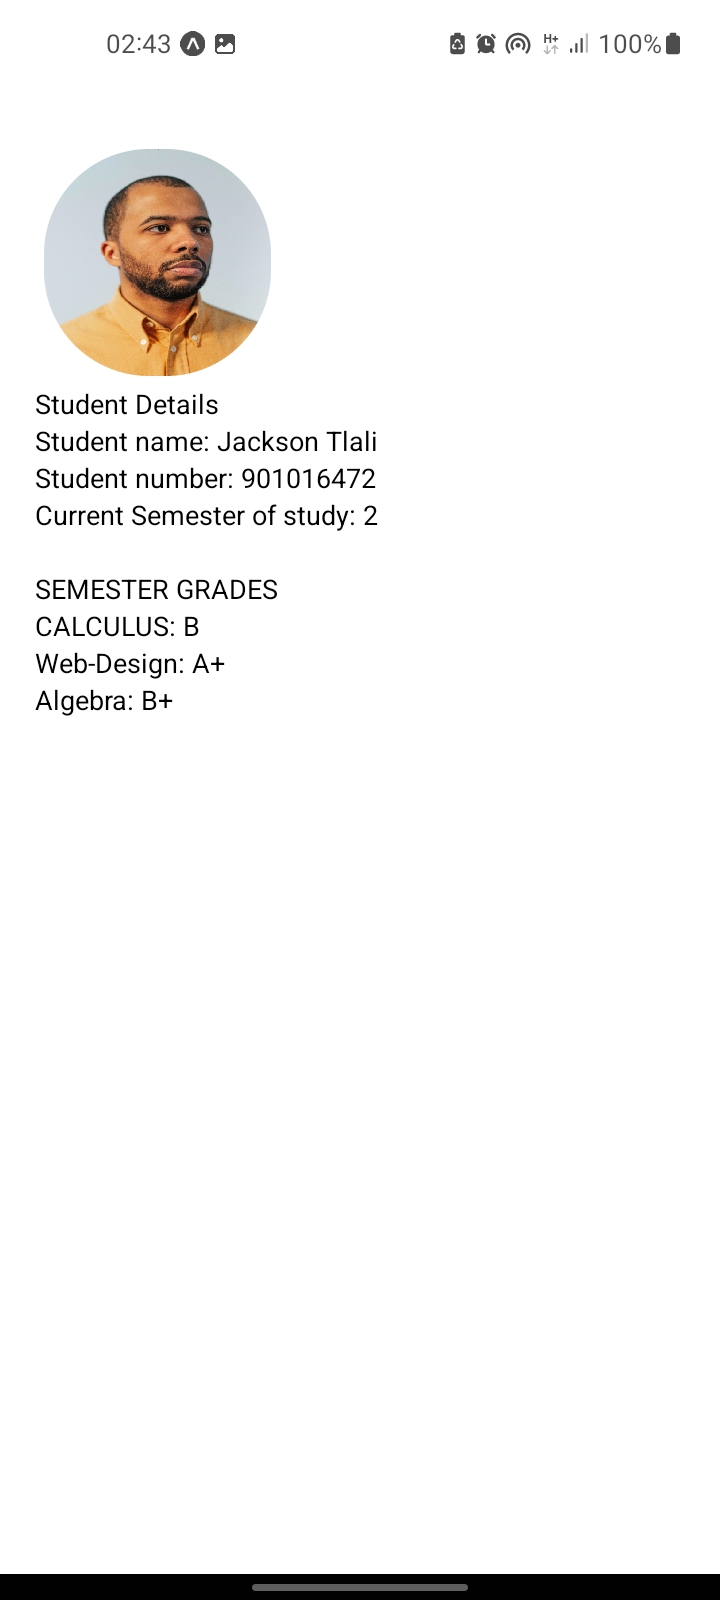 02:43 H+ 100%
Student Details
Student name: Jackson Tlali
Student number: 901016472
Current Semester of study: 2
SEMESTER GRADES
CALCULUS: B
Web-Design: A+
Algebra: B+